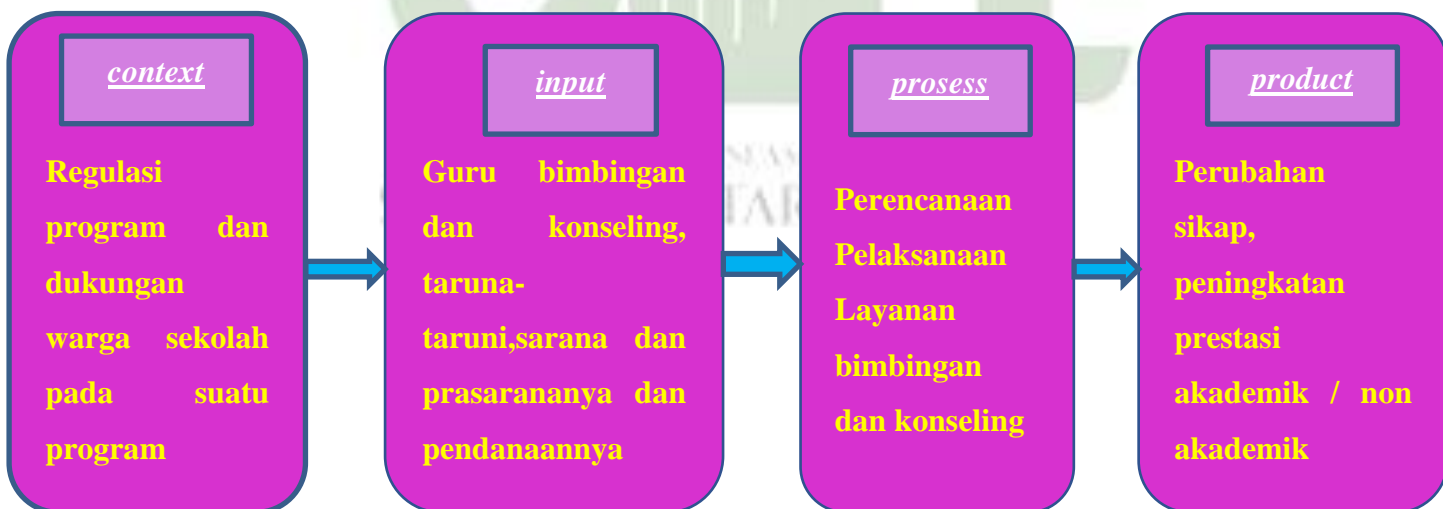 context
Regulasi
program dan
dukungan
warga sekolah
pada suatu
program
input
Guru bimbingan
dan konseling,
taruna-
taruni,sarana dan
prasarananya dan
pendanaannya
prosess
Perencanaan
Pelaksanaan
Layanan
bimbingan
dan konseling
product
Perubahan
sikap,
peningkatan
prestasi
akademik / non
akademik